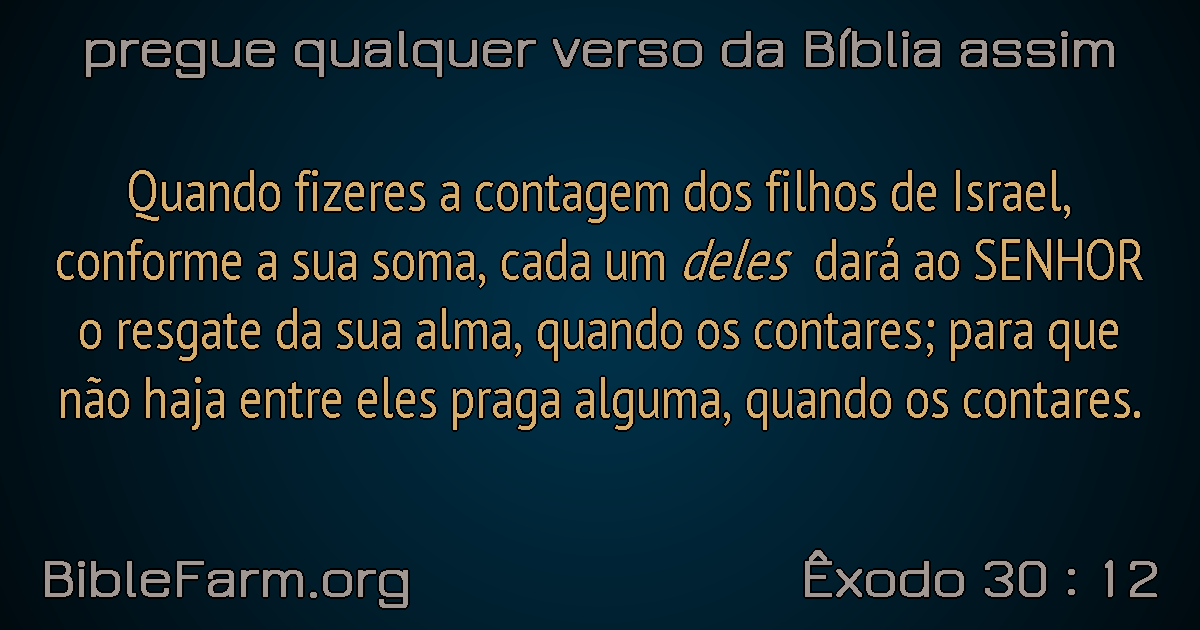 pregue qualquer verso da Bíblia assim
Quando fizeres a contagem dos filhos de Israel,
conforme a sua soma, cada um deles dará ao SENHOR
o resgate da sua alma, quando os contares; para que
não haja entre eles praga alguma, quando os contares.
BibleFarm.org
Êxodo 30 : 12